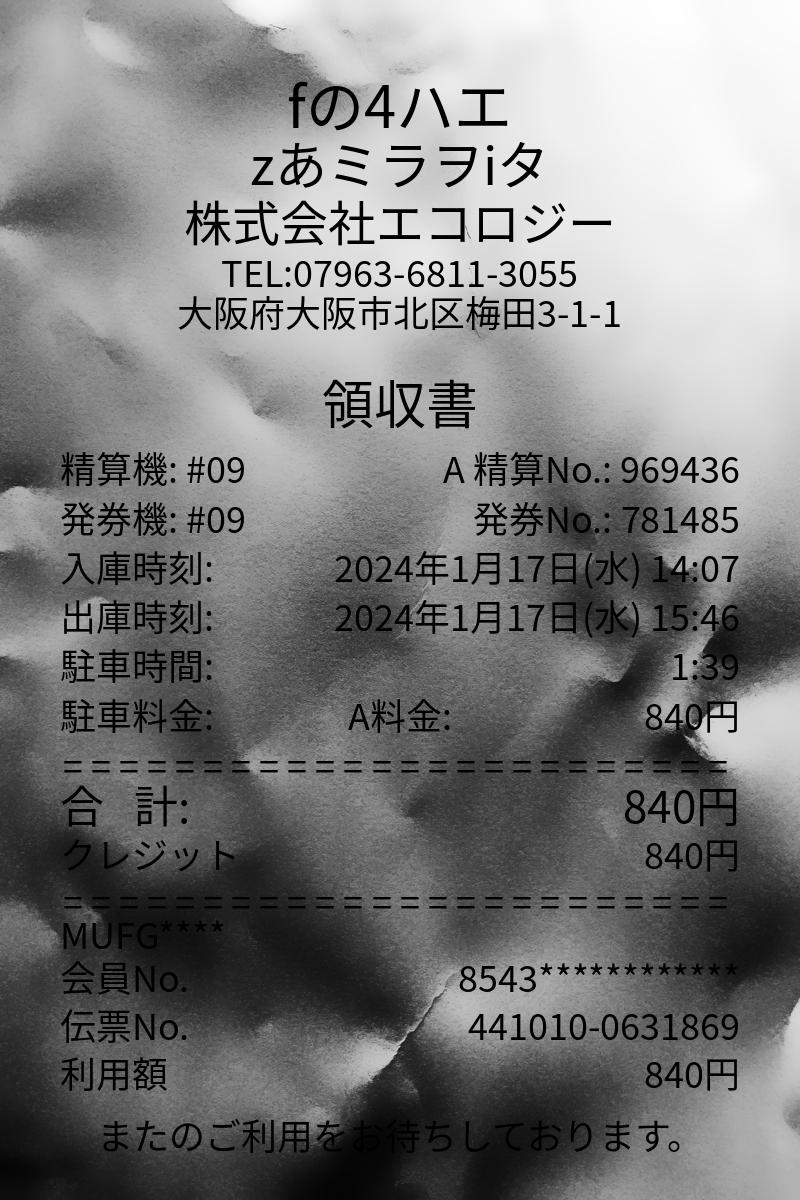 fの4ハエ
zあミラヲiタ
株式会社エコロジー
TEL:07963-6811-3055
大阪府大阪市北区梅田3-1-1
領収書
精算機: #09 A 精算No.: 969436
発券機: #09 発券No.: 781485
入庫時刻: 2024年1月17日(水) 14:07
出庫時刻: 2024年1月17日(水) 15:46
駐車時間: 1:39
駐車料金: A料金: 840円
========================
合 計: 840円
クレジット 840円
========================
MUFG****
会員No. 8543************
伝票No. 441010-0631869
利用額 840円
またのご利用をお待ちしております。